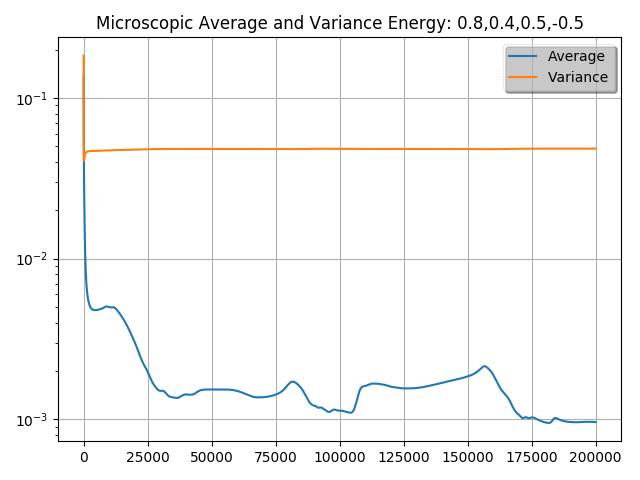 Microscopic Average and Variance Energy: 0.8,0.4,0.5,-0.5
Average
Variance
10⁻¹
10⁻²
10⁻³
0 25000 50000 75000 100000 125000 150000 175000 200000